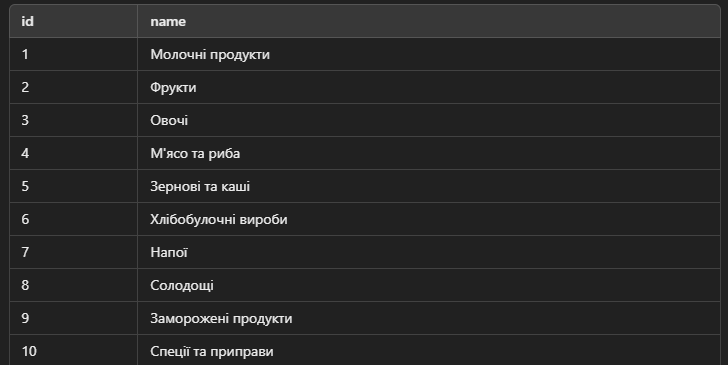 id name
1 Молочні продукти
2 Фрукти
3 Овочі
4 М'ясо та риба
5 Зернові та каші
6 Хлібобулочні вироби
7 Напої
8 Солодощі
9 Заморожені продукти
10 Спеції та приправи